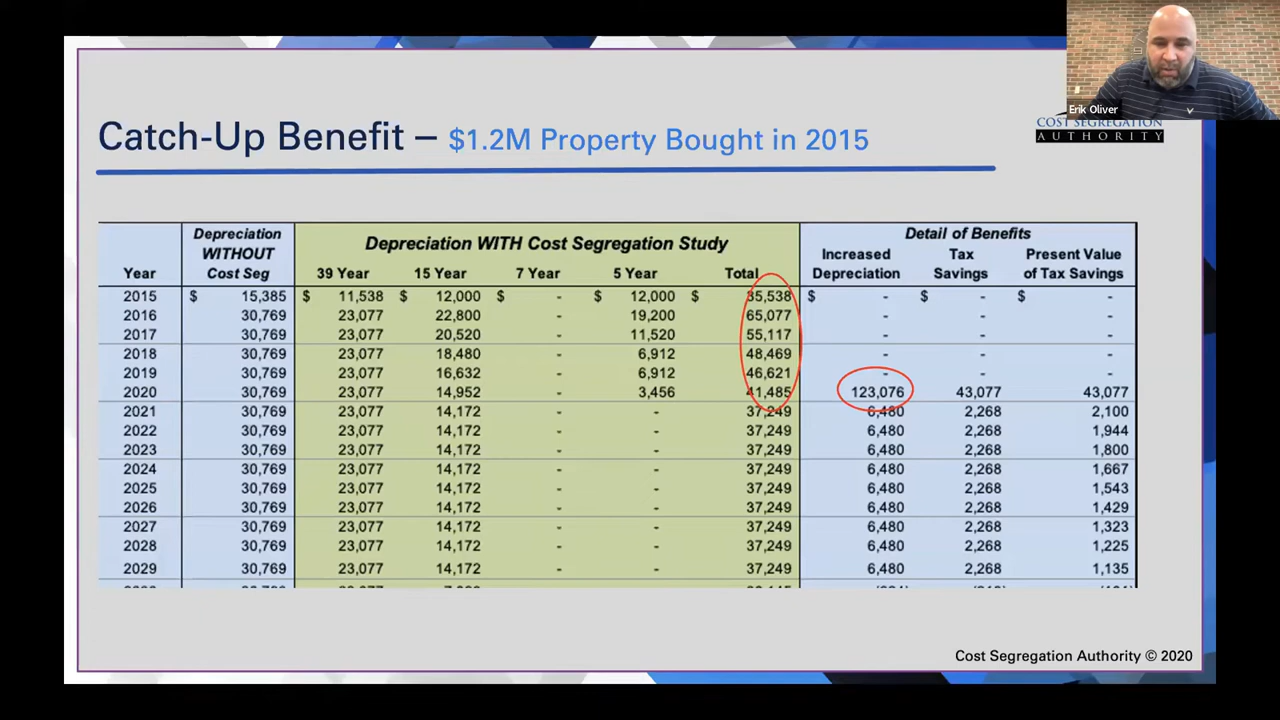 Erik Oliver
COST SEGREGATION
AUTHORITY
Catch-Up Benefit – $1.2M Property Bought in 2015
Depreciation WITHOUT Cost Seg
Depreciation WITH Cost Segregation Study
Detail of Benefits
Year 39 Year 15 Year 7 Year 5 Year Total Increased Depreciation Tax Savings Present Value of Tax Savings
2015 $ 15,385 $ 11,538 $ 12,000 $ - $ 12,000 $ 35,538 $ - $ - $ -
2016 30,769 23,077 22,800 - 19,200 65,077 - - -
2017 30,769 23,077 20,520 - 11,520 55,117 - - -
2018 30,769 23,077 18,480 - 6,912 48,469 - - -
2019 30,769 23,077 16,632 - 6,912 46,621 - - -
2020 30,769 23,077 14,952 - 3,456 41,485 123,076 43,077 43,077
2021 30,769 23,077 14,172 - - 37,249 6,480 2,268 2,100
2022 30,769 23,077 14,172 - - 37,249 6,480 2,268 1,944
2023 30,769 23,077 14,172 - - 37,249 6,480 2,268 1,800
2024 30,769 23,077 14,172 - - 37,249 6,480 2,268 1,667
2025 30,769 23,077 14,172 - - 37,249 6,480 2,268 1,543
2026 30,769 23,077 14,172 - - 37,249 6,480 2,268 1,429
2027 30,769 23,077 14,172 - - 37,249 6,480 2,268 1,323
2028 30,769 23,077 14,172 - - 37,249 6,480 2,268 1,225
2029 30,769 23,077 14,172 - - 37,249 6,480 2,268 1,135
Cost Segregation Authority © 2020